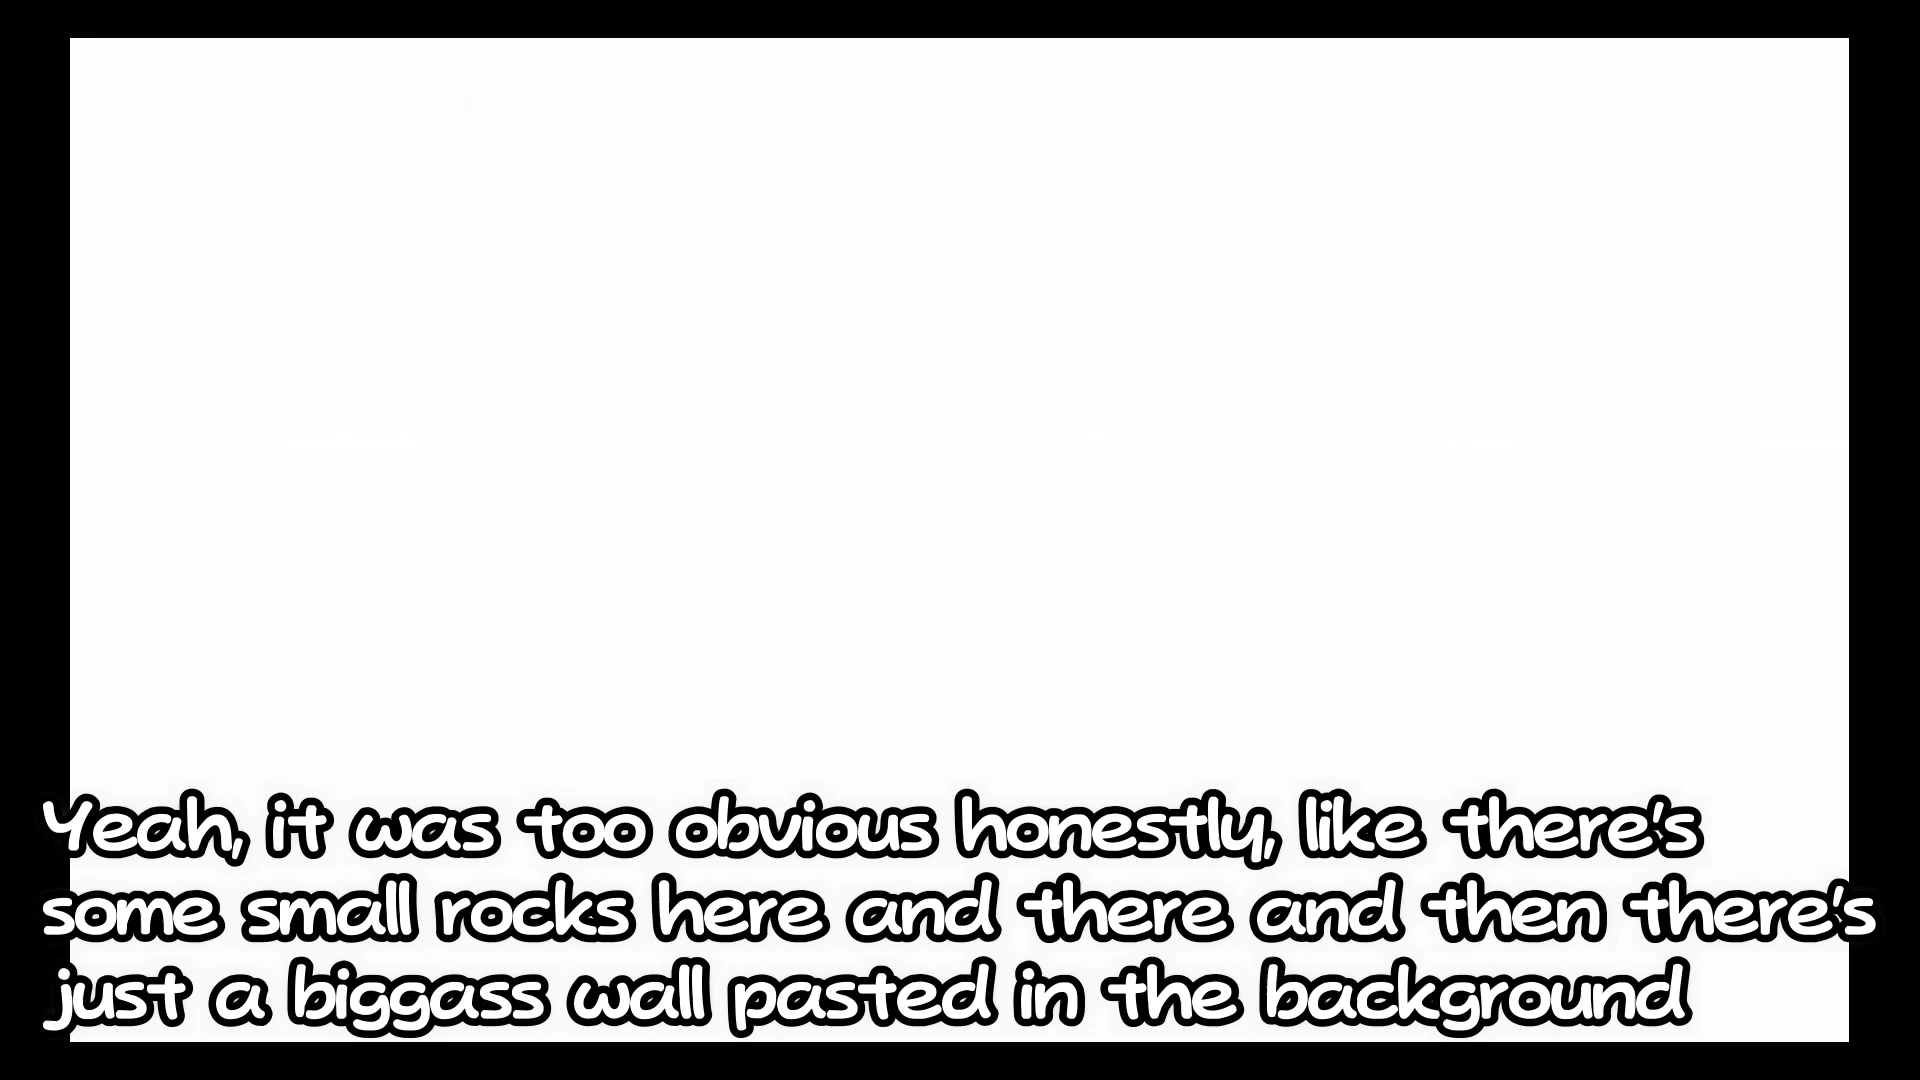 Yeah, it was too obvious honestly, like there's
some small rocks here and there and then there's
just a biggass wall pasted in the background